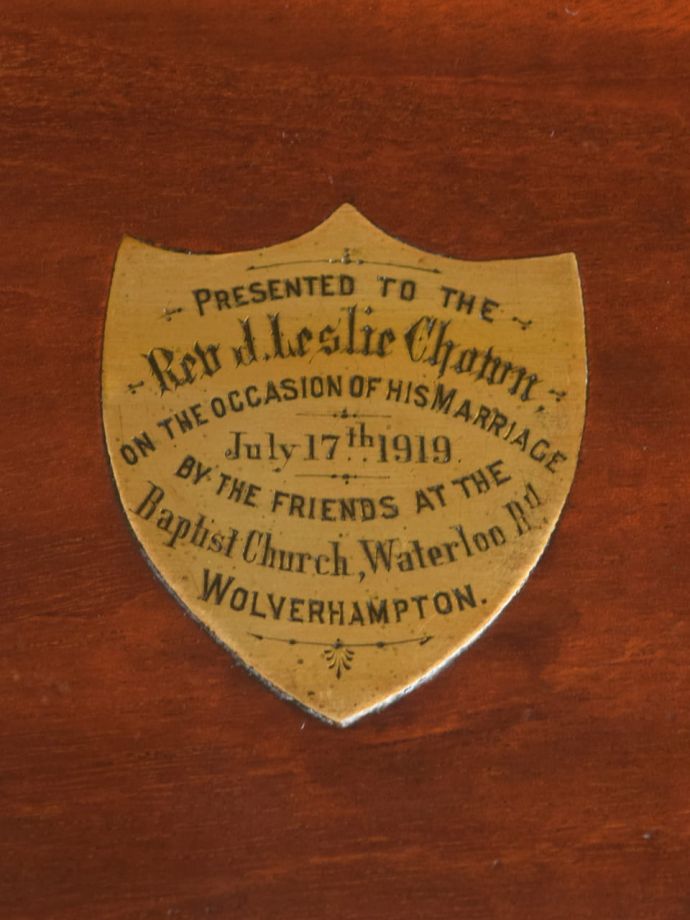 PRESENTED TO THE
Rev J. Leslie Chown,
ON THE OCCASION OF HIS MARRIAGE
July 17th 1919
BY THE FRIENDS AT THE
Baptist Church, Waterloo Rd
WOLVERHAMPTON.